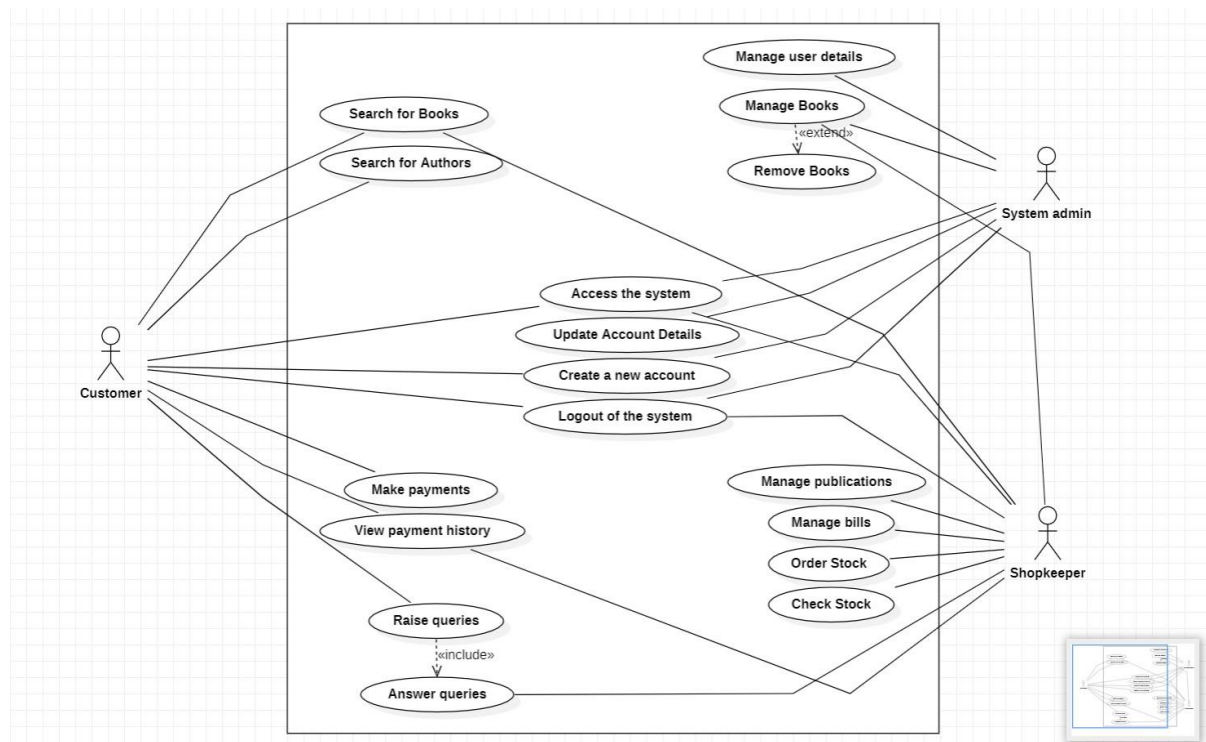 Manage user details
Search for Books
Manage Books
«extend»
Search for Authors
Remove Books
System admin
Access the system
Update Account Details
Customer
Create a new account
Logout of the system
Make payments
Manage publications
View payment history
Manage bills
Order Stock
Shopkeeper
Check Stock
Raise queries
«include»
Answer queries